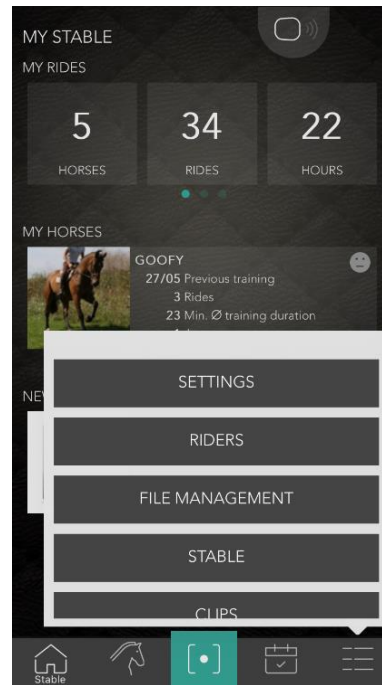 MY STABLE
MY RIDES
5
34
22
HORSES
RIDES
HOURS
MY HORSES
GOOFY
27/05 Previous training
3 Rides
23 Min. Ø training duration
SETTINGS
RIDERS
FILE MANAGEMENT
STABLE
CLIPS
Stable